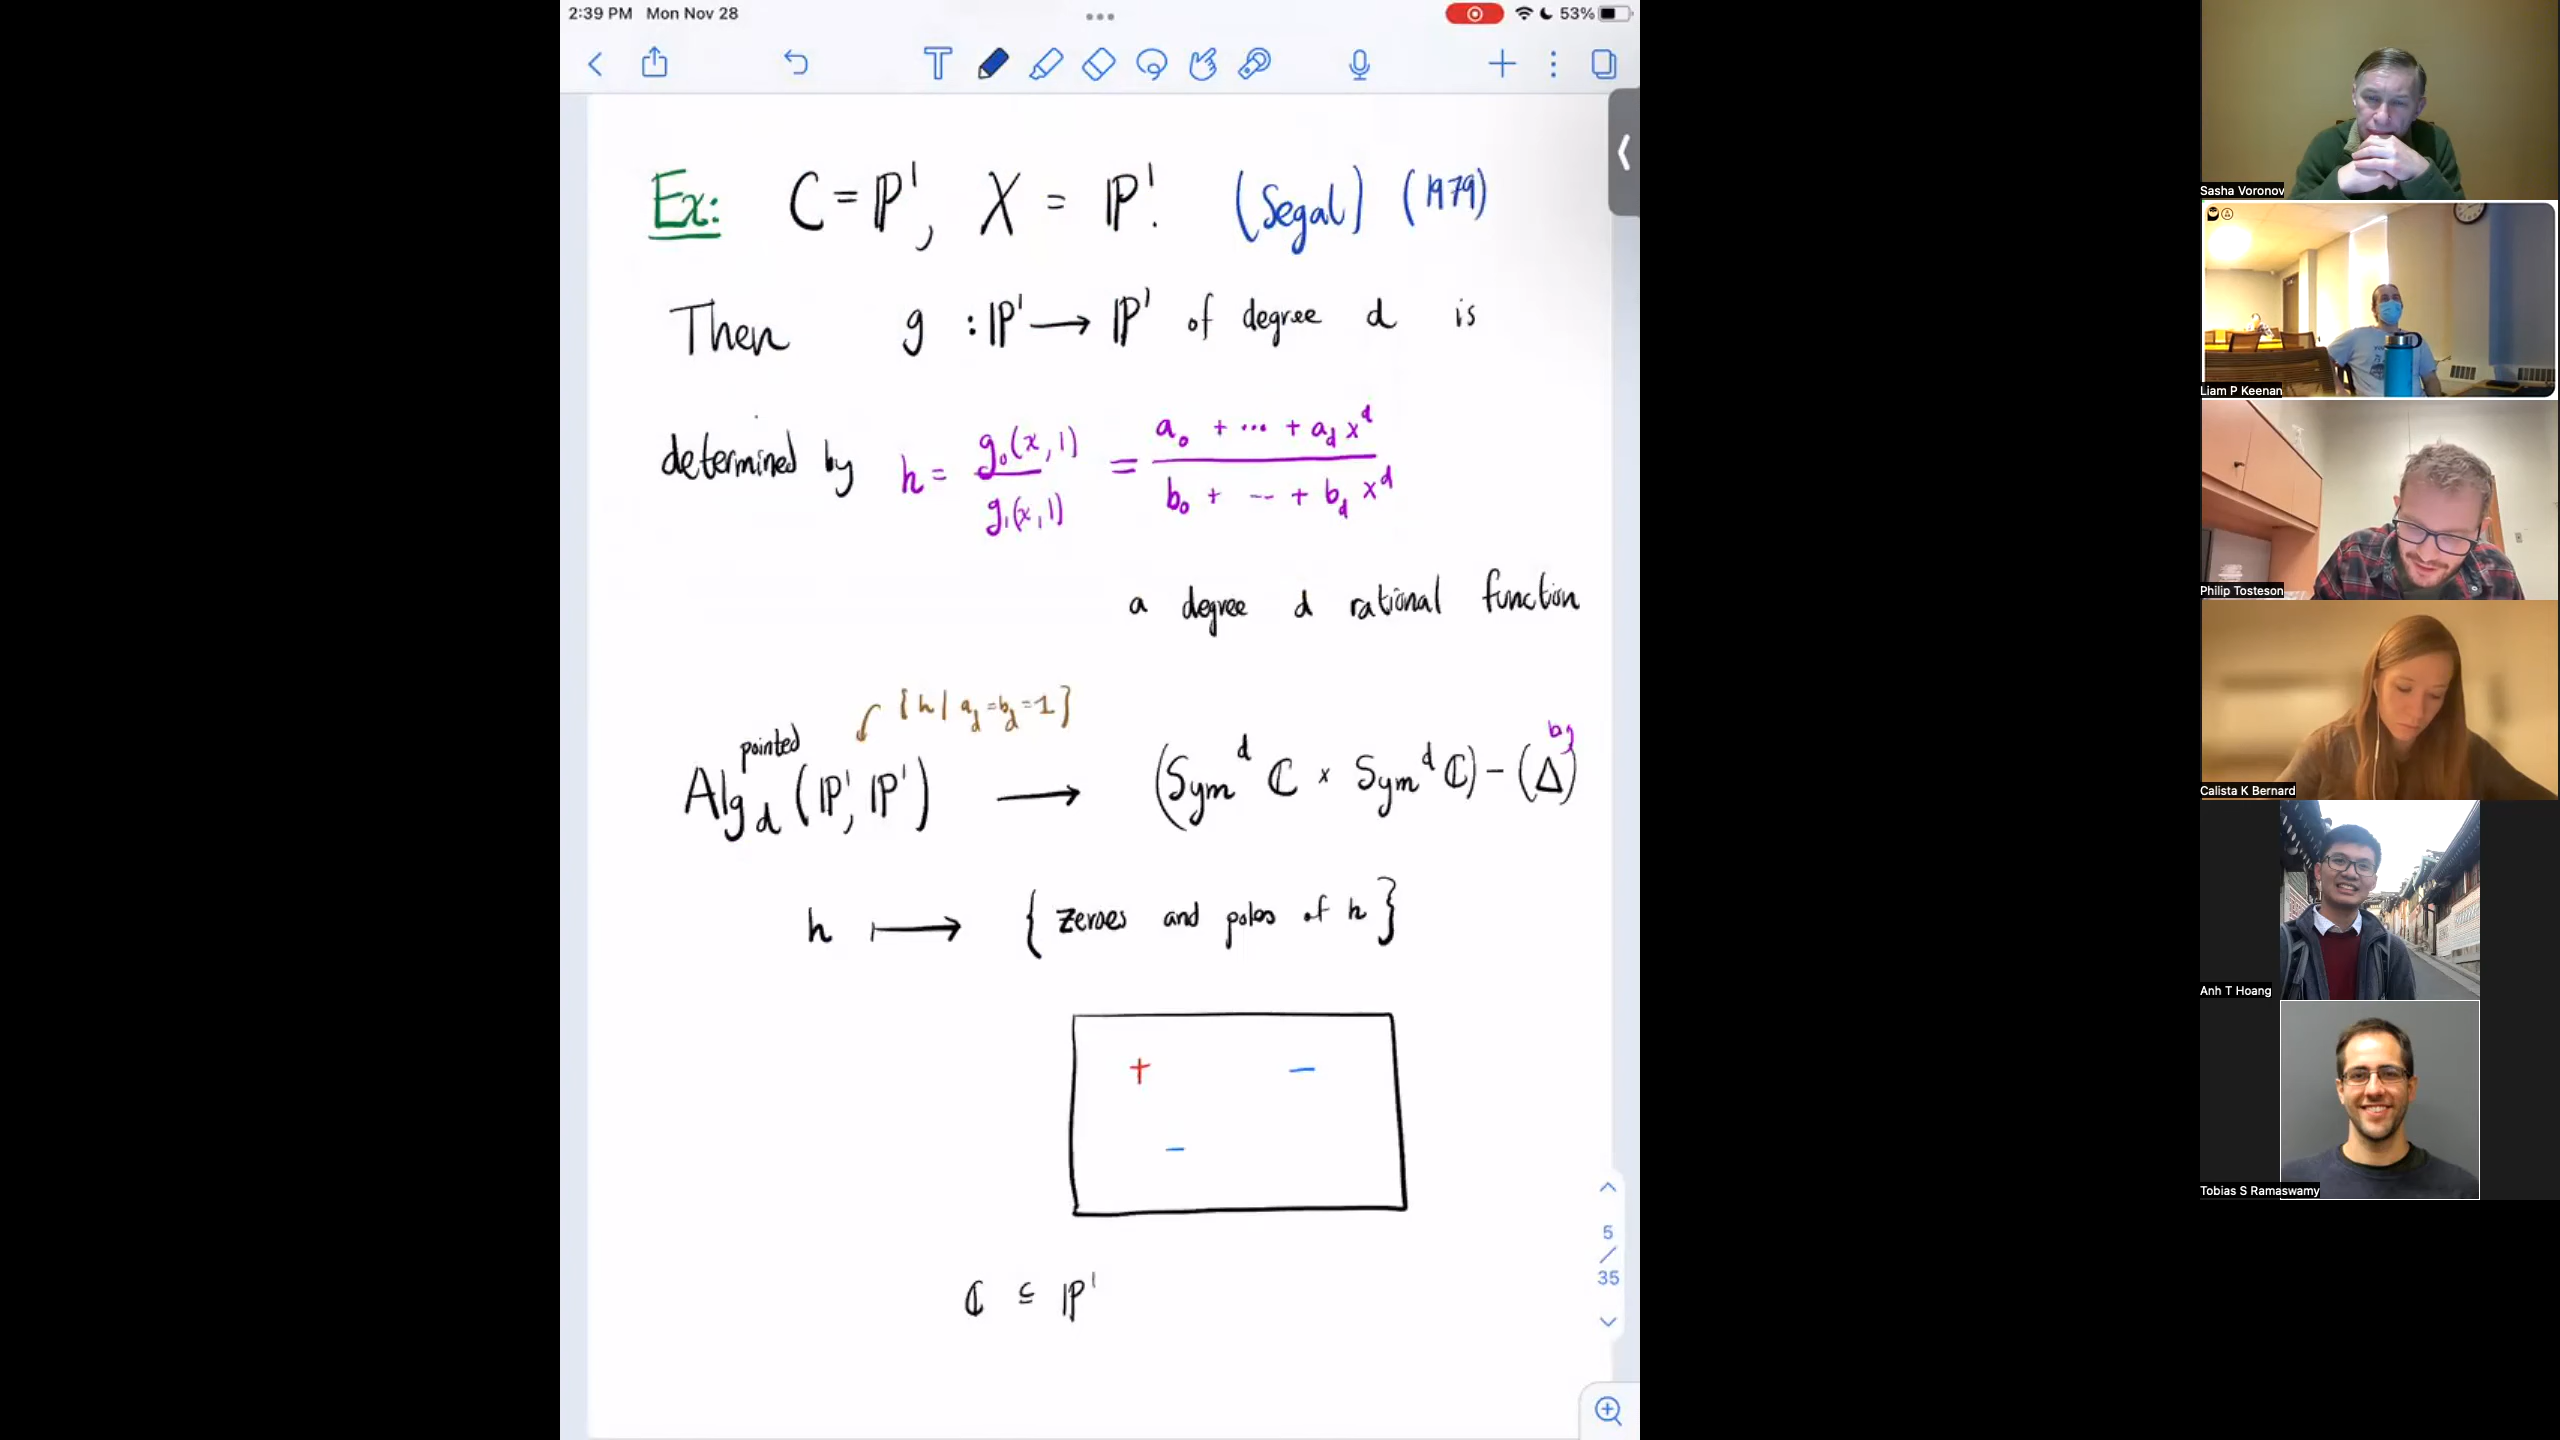 2:39 PM Mon Nov 28
53%
Ex: C = ℙ¹, X = ℙ¹. (Segal) (1979)
Then g : ℙ¹ → ℙ¹ of degree d is
determined by h = g₀(x,1) / g₁(x,1) = a₀ + ··· + a_d x^d / b₀ + -- + b_d x^d
a degree d rational function
{h | a_d = b_d = 1}
Alg_d^pointed (ℙ¹, ℙ¹) → (Sym^d ℂ × Sym^d ℂ) - (Δ)
h ↦ {zeroes and poles of h}
+ −
−
ℂ ⊆ ℙ¹
5
/
35
Sasha Voronov
Liam P Keenan
Philip Tosteson
Calista K Bernard
Anh T Hoang
Tobias S Ramaswamy